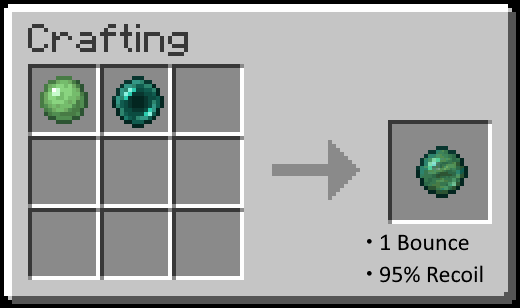 Crafting
• 1 Bounce
• 95% Recoil